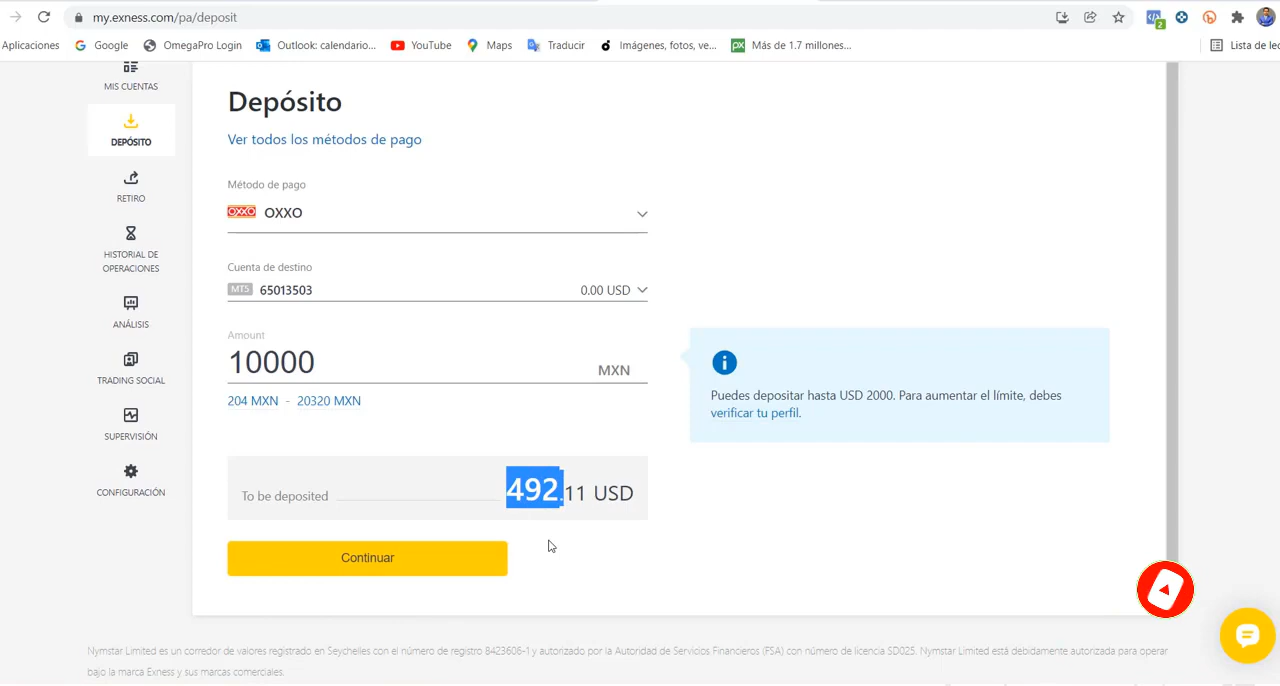 my.exness.com/pa/deposit
2
Aplicaciones Google OmegaPro Login Outlook: calendario... YouTube Maps Traducir Imágenes, fotos, ve... px Más de 1.7 millones... Lista de lec
MIS CUENTAS
DEPÓSITO
RETIRO
HISTORIAL DE
OPERACIONES
ANÁLISIS
TRADING SOCIAL
SUPERVISIÓN
CONFIGURACIÓN
Depósito
Ver todos los métodos de pago
Método de pago
OXXO OXXO
Cuenta de destino
MT5 65013503 0.00 USD
Amount
10000 MXN
204 MXN - 20320 MXN
Puedes depositar hasta USD 2000. Para aumentar el límite, debes
verificar tu perfil.
To be deposited 492.11 USD
Continuar
Nymstar Limited es un corredor de valores registrado en Seychelles con el número de registro 8423606-1 y autorizado por la Autoridad de Servicios Financieros (FSA) con número de licencia SD025. Nymstar Limited está debidamente autorizada para operar
bajo la marca Exness y sus marcas comerciales.